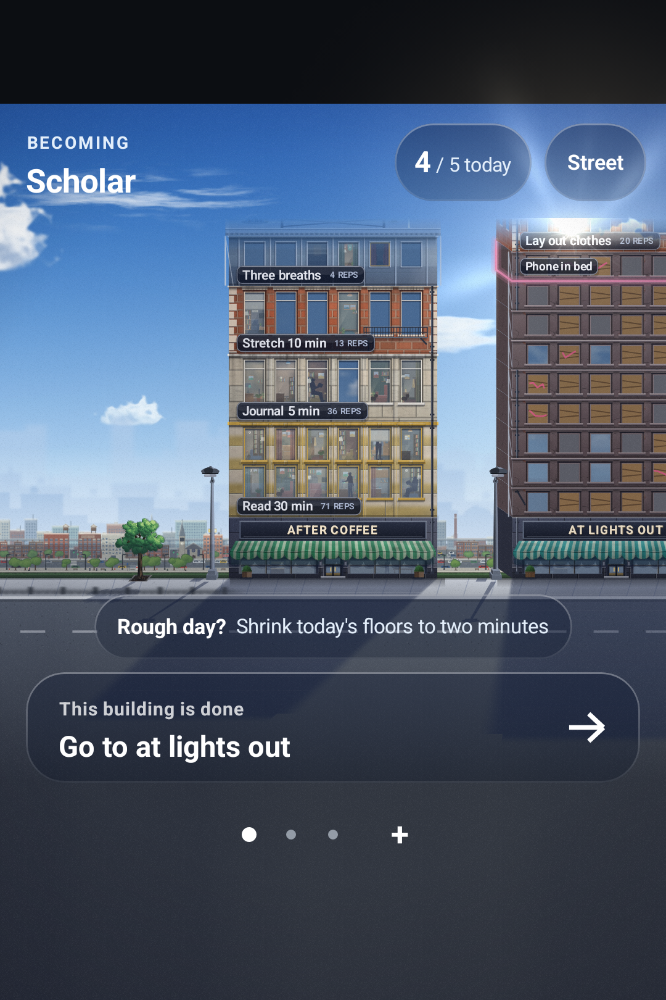 BECOMING
Scholar
4 / 5 today
Street
Lay out clothes 20 REPS
Phone in bed
Three breaths 4 REPS
Stretch 10 min 13 REPS
Journal 5 min 36 REPS
Read 30 min 71 REPS
AFTER COFFEE
AT LIGHTS OUT
Rough day? Shrink today's floors to two minutes
This building is done
Go to at lights out